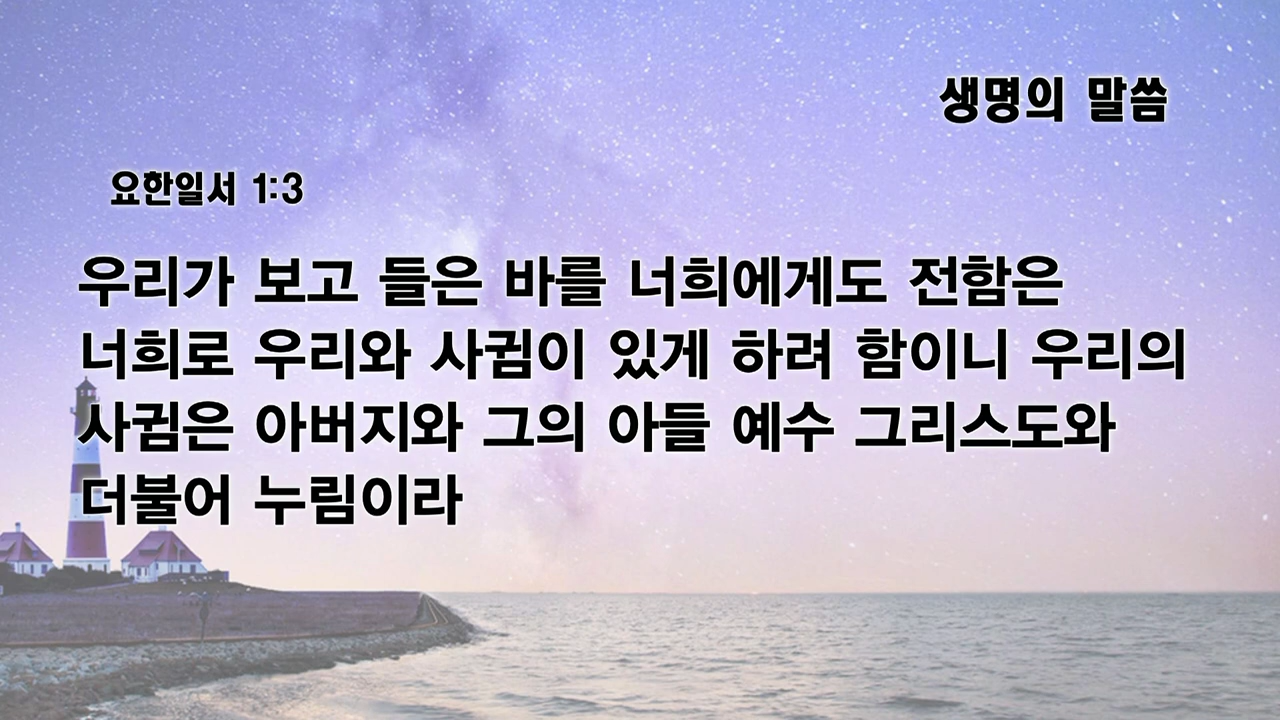 생명의 말씀
요한일서 1:3
우리가 보고 들은 바를 너희에게도 전함은
너희로 우리와 사귐이 있게 하려 함이니 우리의
사귐은 아버지와 그의 아들 예수 그리스도와
더불어 누림이라